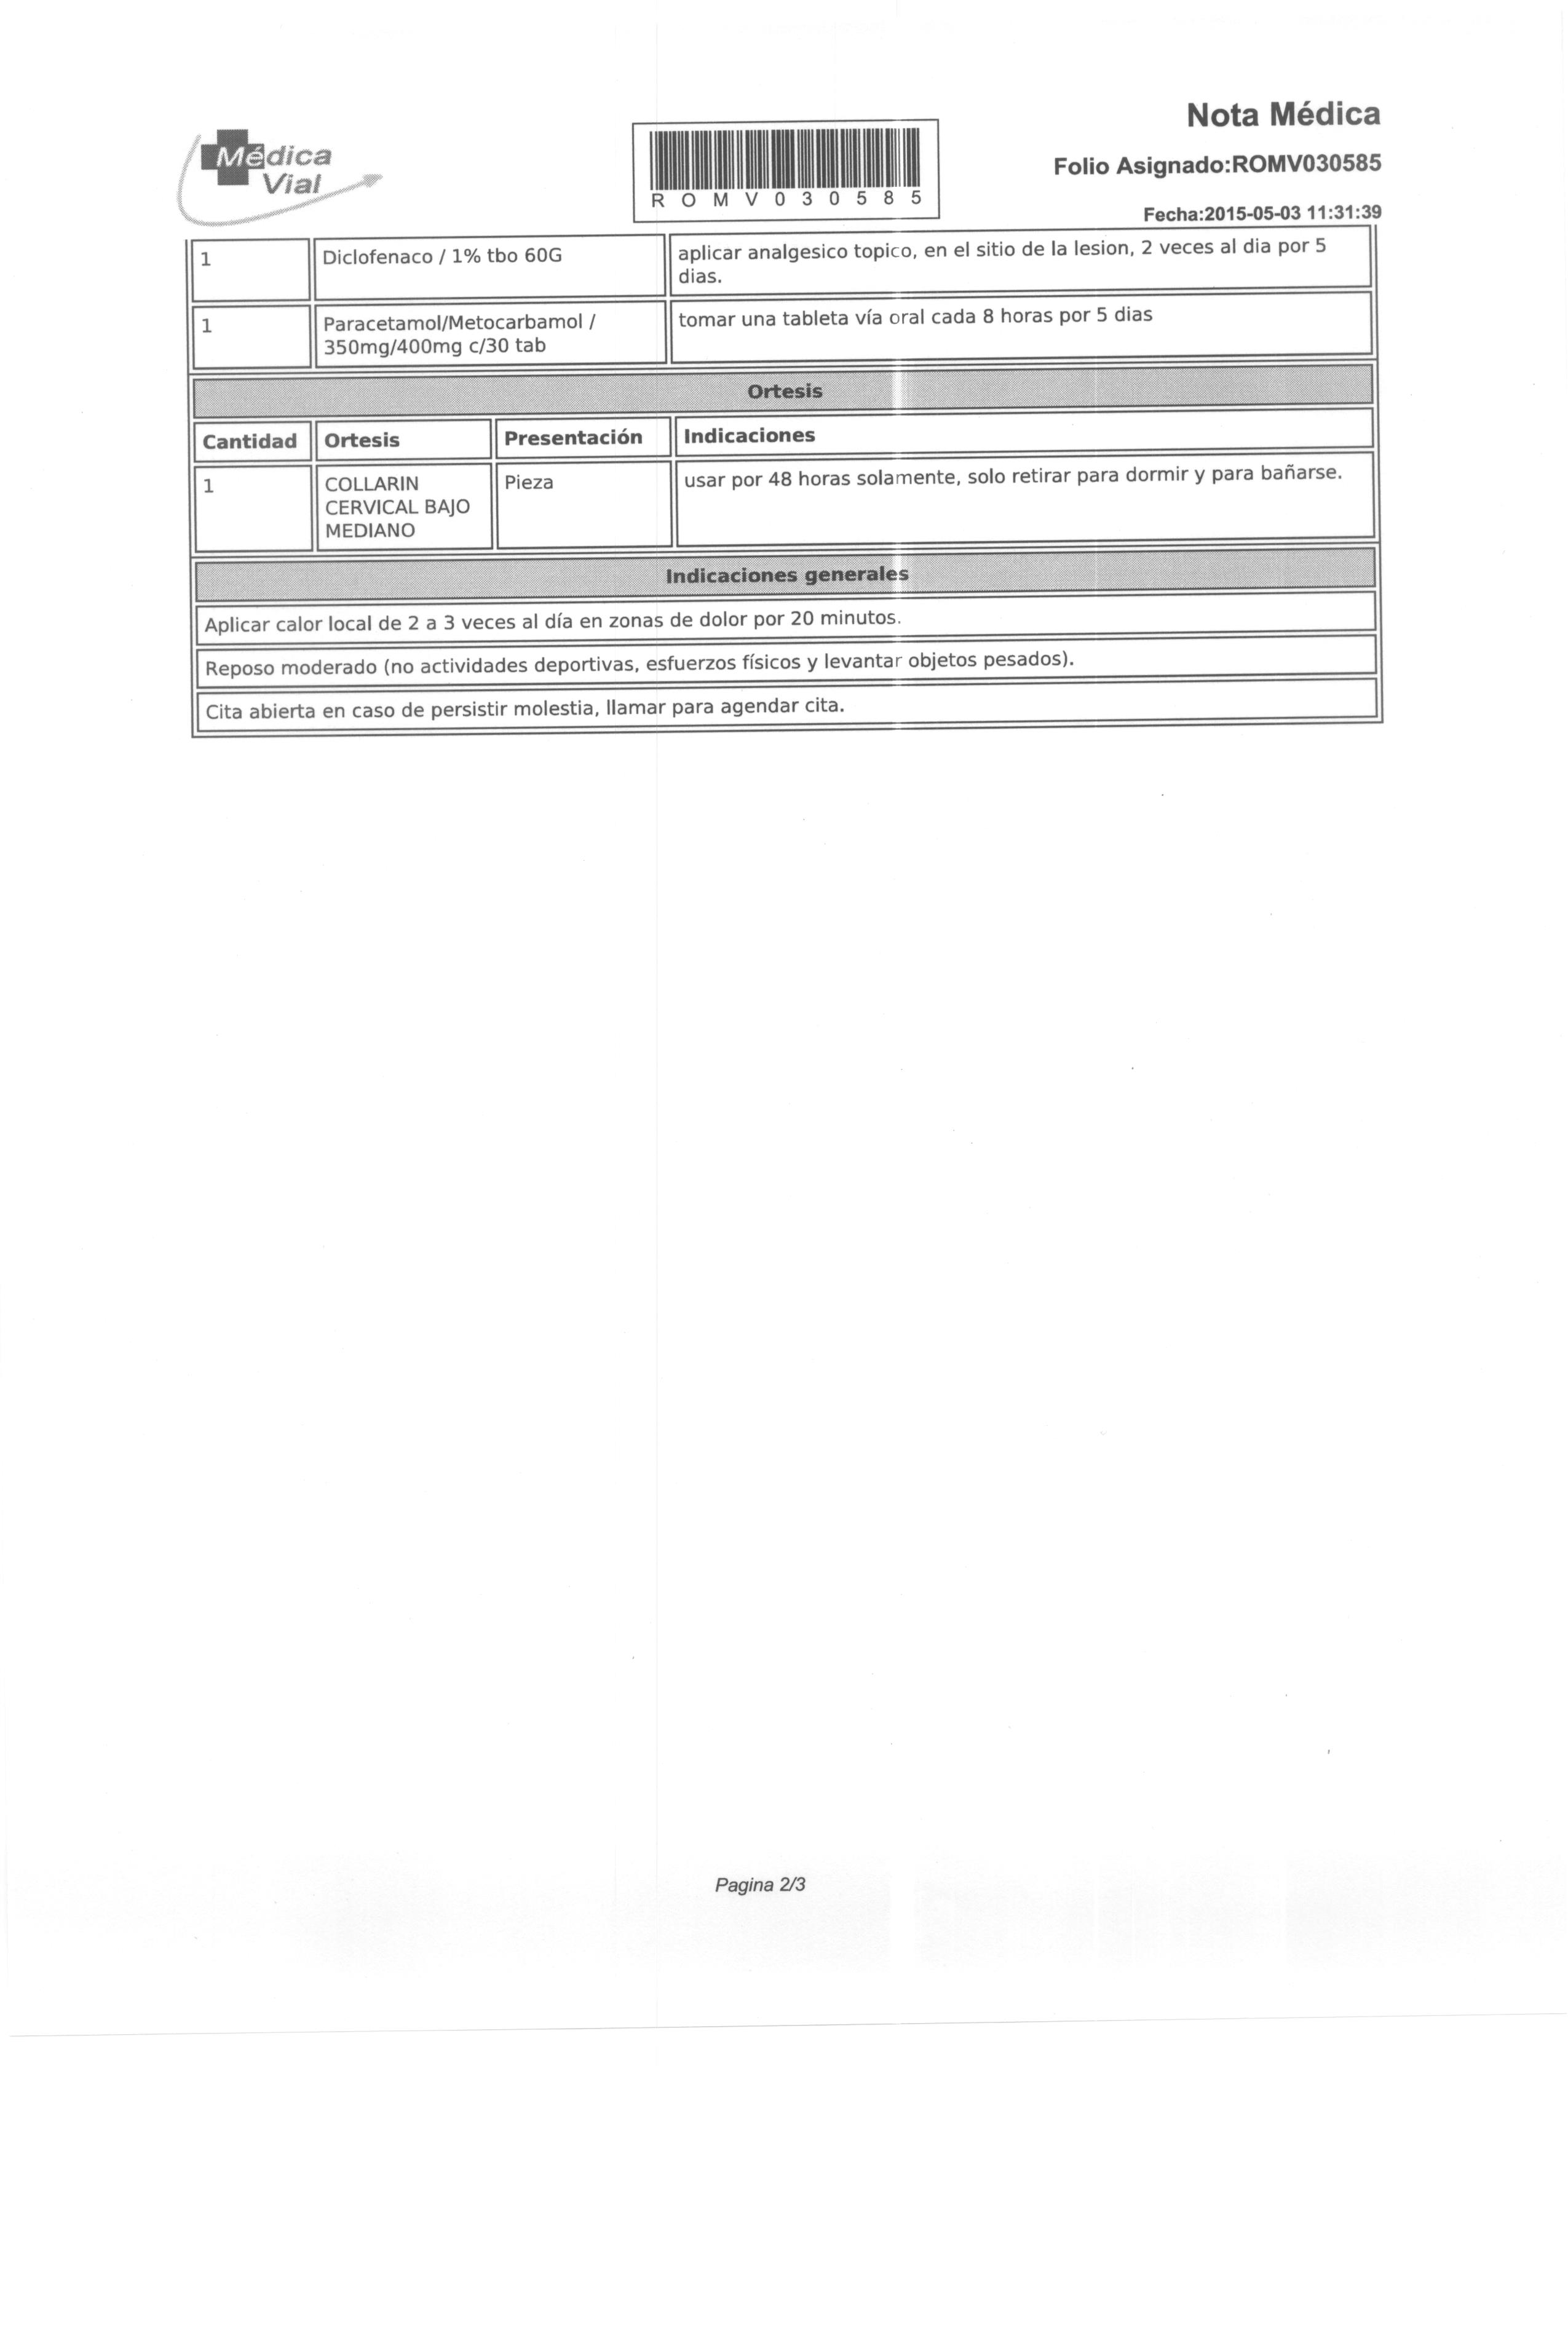 Médica
Vial
R O M V 0 3 0 5 8 5
Nota Médica
Folio Asignado:ROMV030585
Fecha:2015-05-03 11:31:39
1 Diclofenaco / 1% tbo 60G aplicar analgesico topico, en el sitio de la lesion, 2 veces al dia por 5
dias.
1 Paracetamol/Metocarbamol / tomar una tableta vía oral cada 8 horas por 5 dias
350mg/400mg c/30 tab
Ortesis
Cantidad Ortesis Presentación Indicaciones
1 COLLARIN Pieza usar por 48 horas solamente, solo retirar para dormir y para bañarse.
CERVICAL BAJO
MEDIANO
Indicaciones generales
Aplicar calor local de 2 a 3 veces al día en zonas de dolor por 20 minutos.
Reposo moderado (no actividades deportivas, esfuerzos físicos y levantar objetos pesados).
Cita abierta en caso de persistir molestia, llamar para agendar cita.
Pagina 2/3